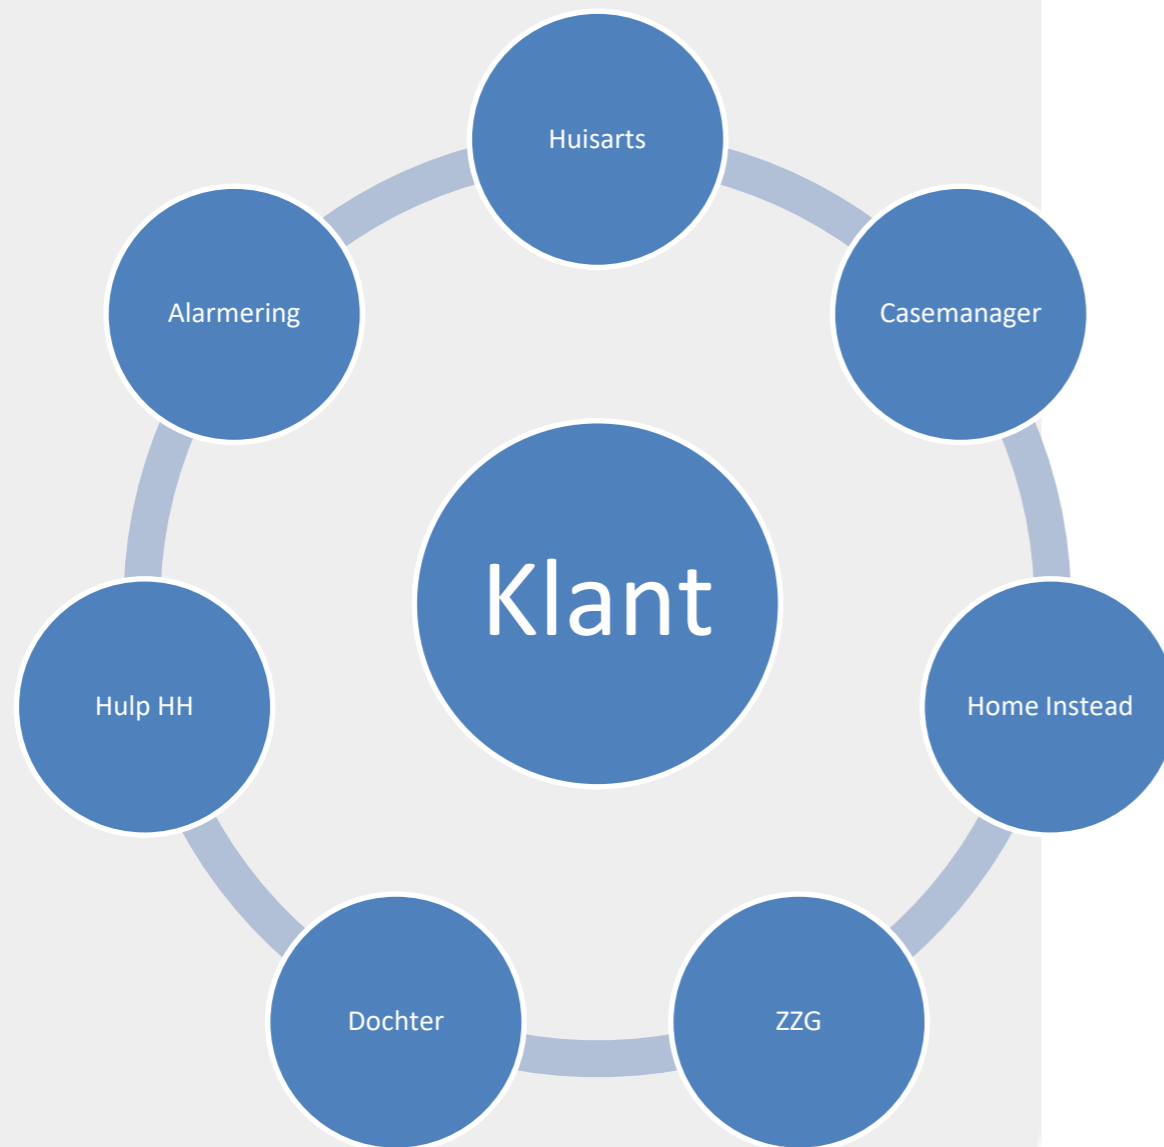 Huisarts
Alarmering
Casemanager
Klant
Hulp HH
Home Instead
Dochter
ZZG